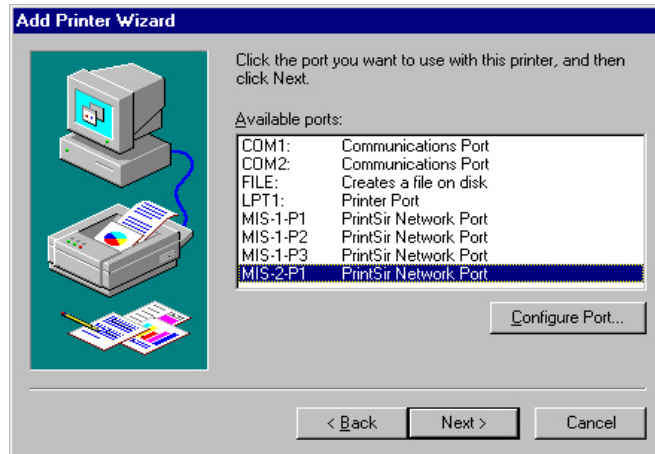 Add Printer Wizard
Click the port you want to use with this printer, and then
click Next.
Available ports:
COM1: Communications Port
COM2: Communications Port
FILE: Creates a file on disk
LPT1: Printer Port
MIS-1-P1 PrintSir Network Port
MIS-1-P2 PrintSir Network Port
MIS-1-P3 PrintSir Network Port
MIS-2-P1 PrintSir Network Port
Configure Port...
< Back Next > Cancel